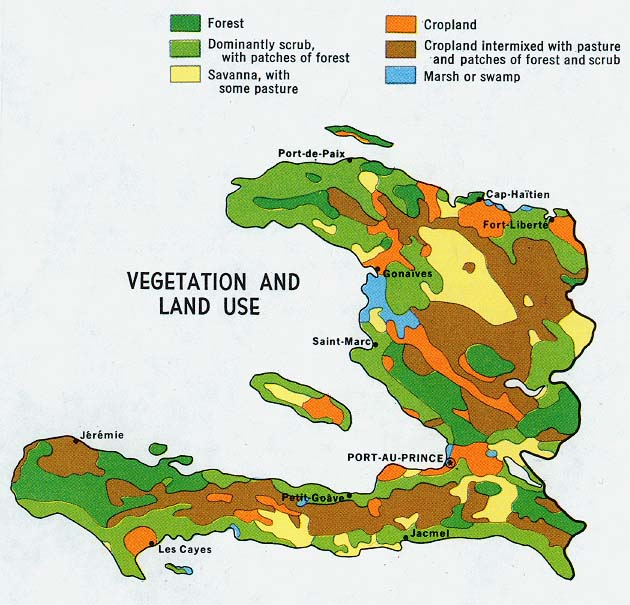 Forest
Dominantly scrub,
with patches of forest
Savanna, with
some pasture
Cropland
Cropland intermixed with pasture
and patches of forest and scrub
Marsh or swamp
Port-de-Paix
Cap-Haïtien
Fort-Liberté
VEGETATION AND
LAND USE
Gonaïves
Saint-Marc
Jérémie
PORT-AU-PRINCE
Petit-Goâve
Jacmel
Les Cayes